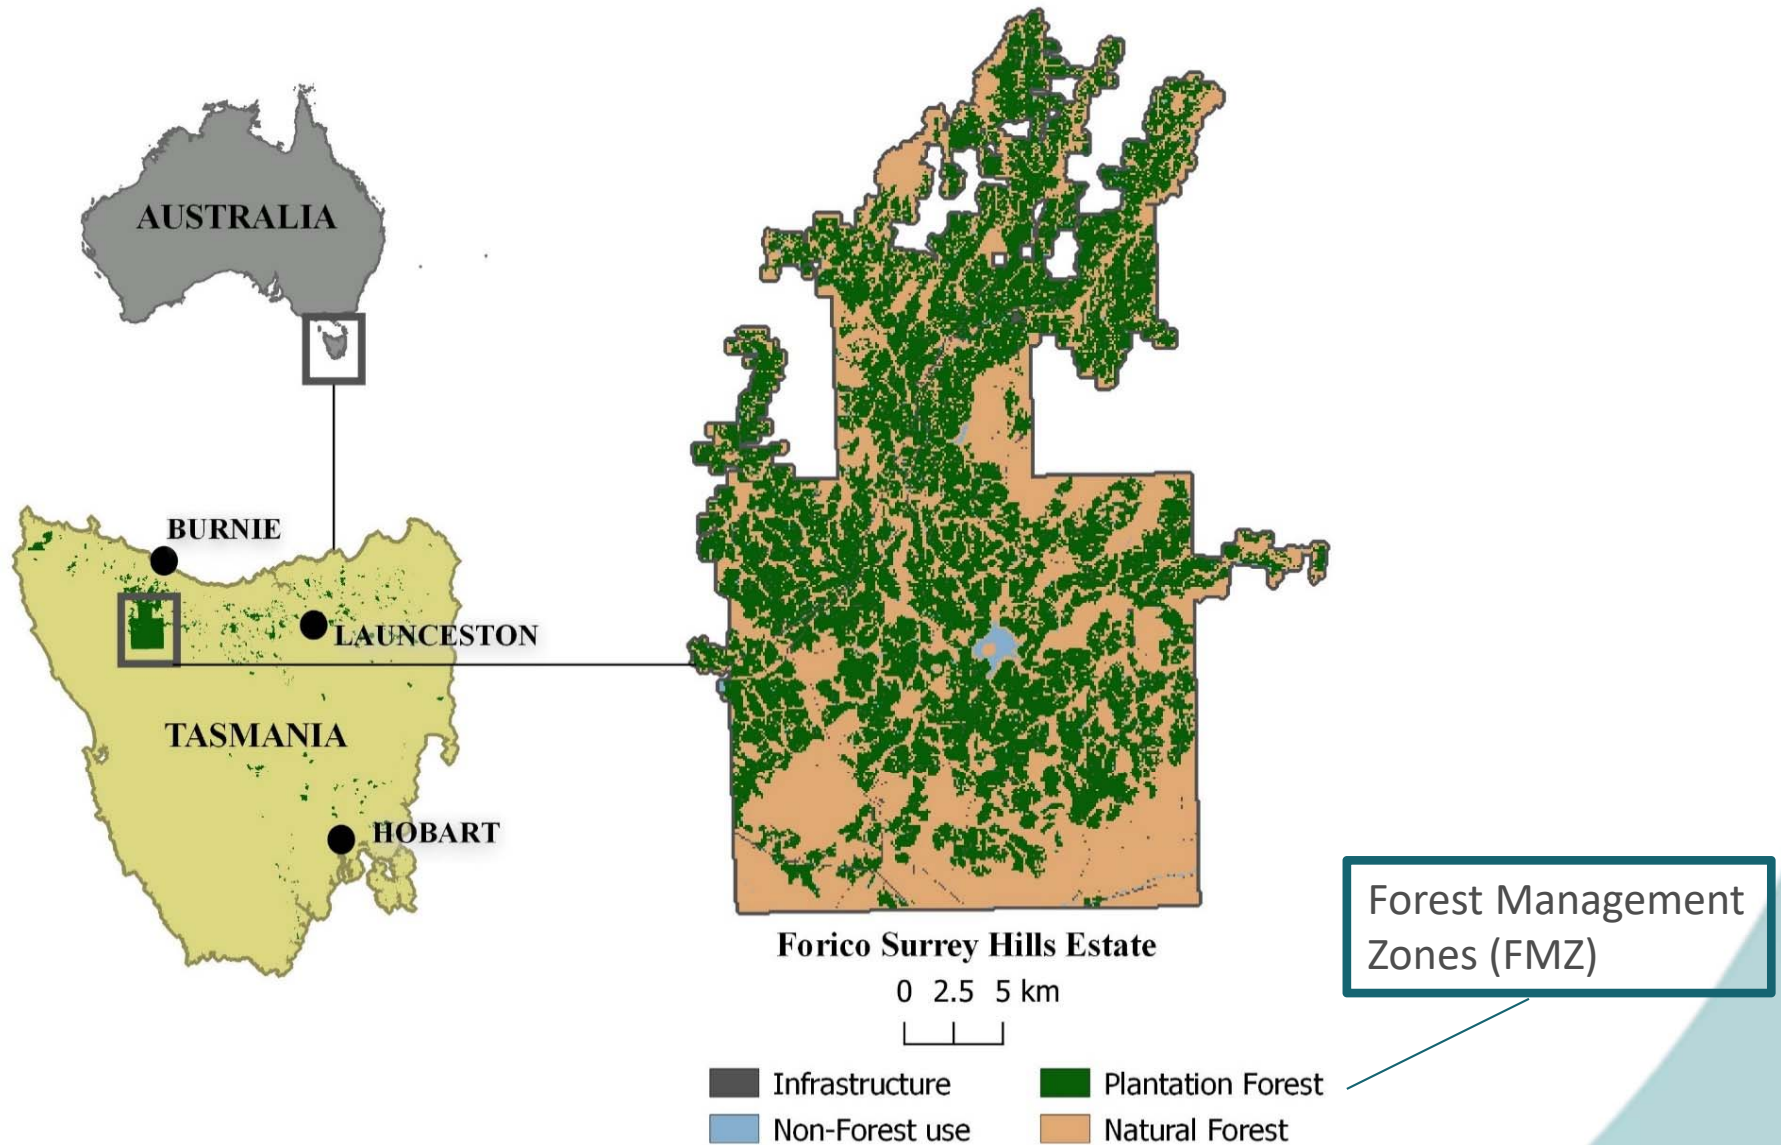 AUSTRALIA
BURNIE
LAUNCESTON
TASMANIA
HOBART
Forico Surrey Hills Estate
0 2.5 5 km
Infrastructure
Plantation Forest
Non-Forest use
Natural Forest
Forest Management
Zones (FMZ)